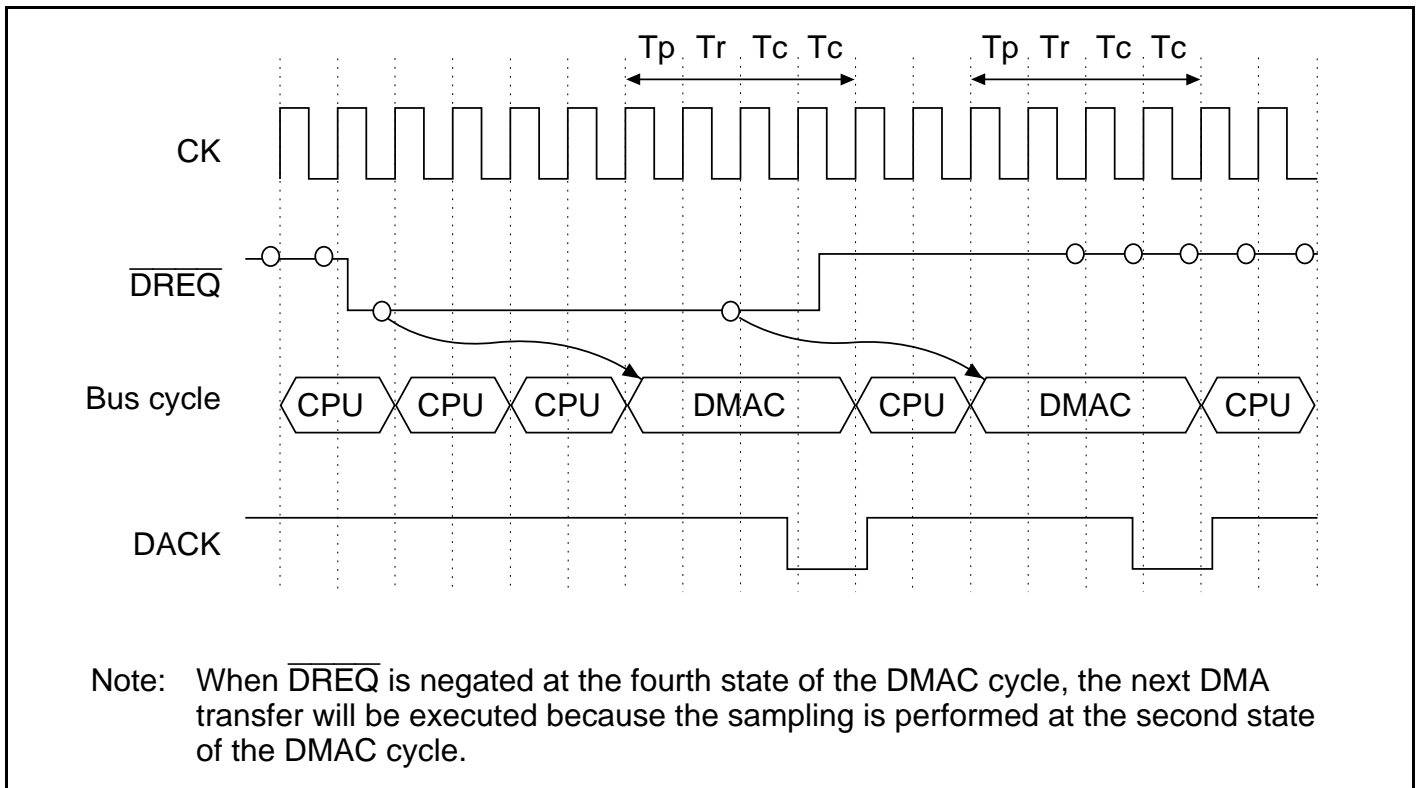 Tp Tr Tc Tc Tp Tr Tc Tc
CK
DREQ
Bus cycle CPU CPU CPU DMAC CPU DMAC CPU
DACK
Note: When DREQ is negated at the fourth state of the DMAC cycle, the next DMA
transfer will be executed because the sampling is performed at the second state
of the DMAC cycle.